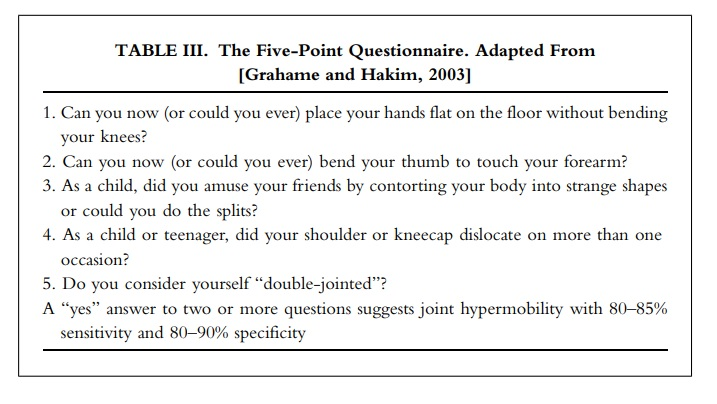 TABLE III. The Five-Point Questionnaire. Adapted From
[Grahame and Hakim, 2003]
1. Can you now (or could you ever) place your hands flat on the floor without bending
your knees?
2. Can you now (or could you ever) bend your thumb to touch your forearm?
3. As a child, did you amuse your friends by contorting your body into strange shapes
or could you do the splits?
4. As a child or teenager, did your shoulder or kneecap dislocate on more than one
occasion?
5. Do you consider yourself “double-jointed”?
A “yes” answer to two or more questions suggests joint hypermobility with 80–85%
sensitivity and 80–90% specificity